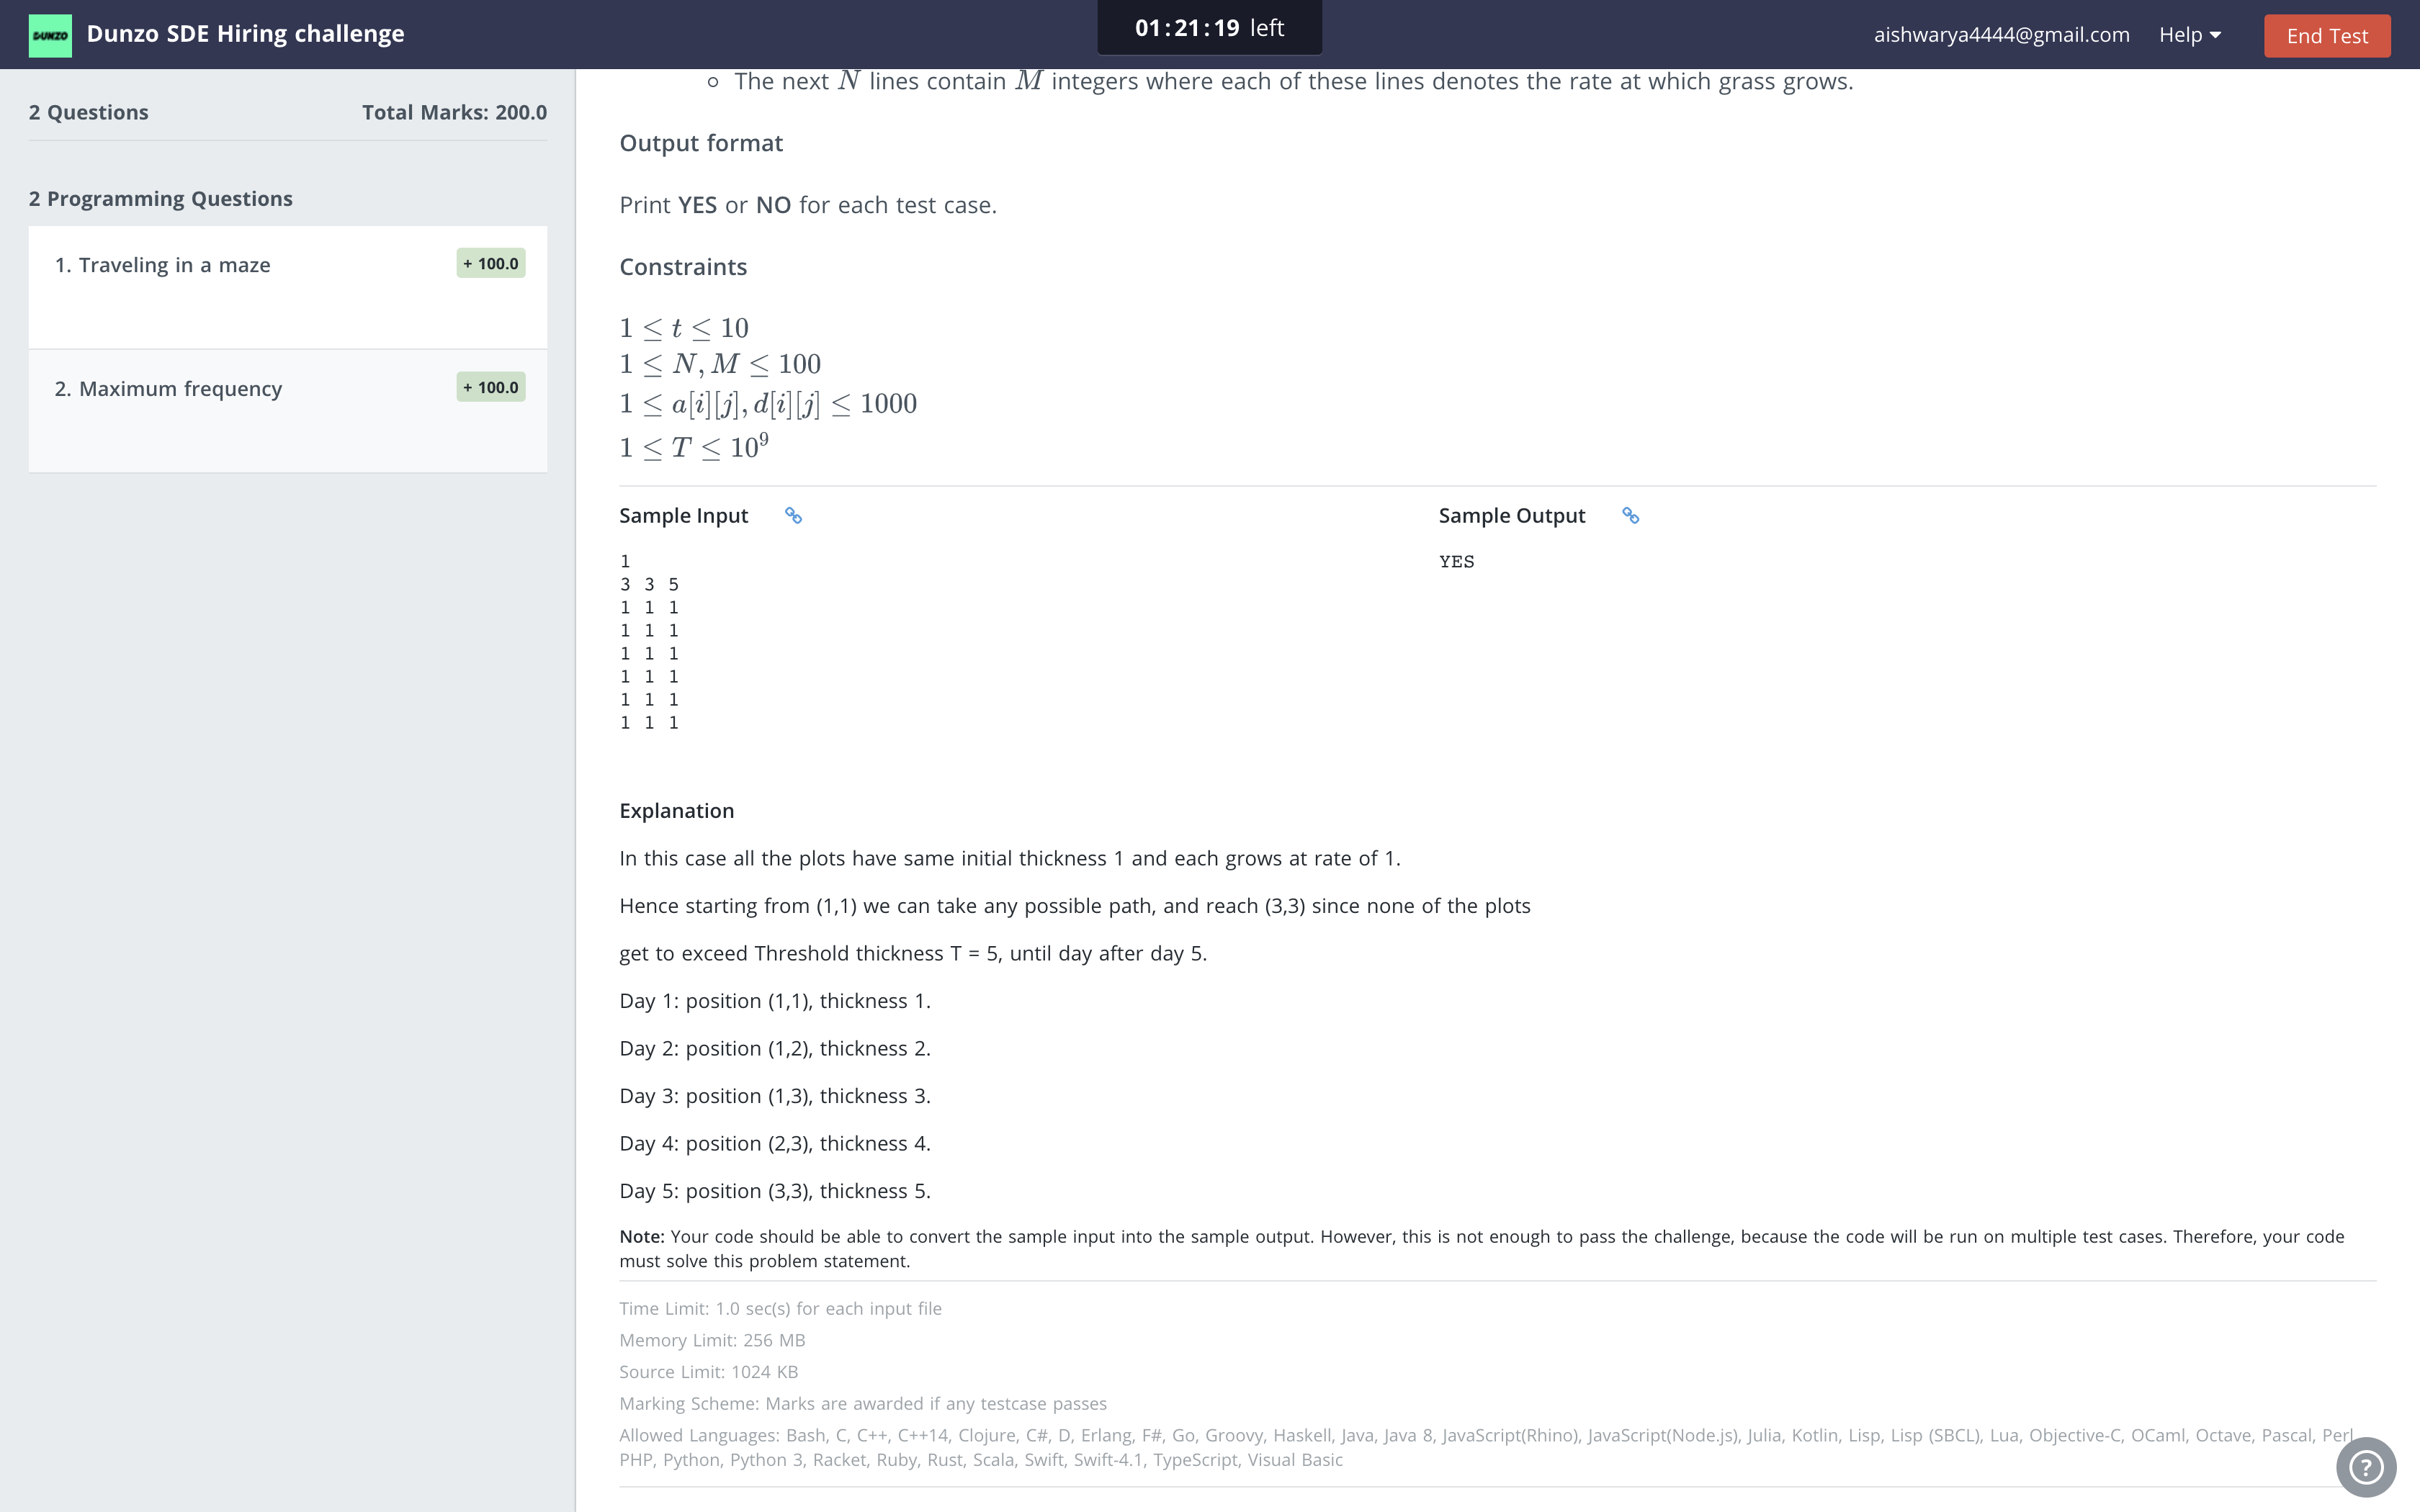 DUNZO
Dunzo SDE Hiring challenge
01:21:19 left
aishwarya4444@gmail.com
Help
End Test
2 Questions
Total Marks: 200.0
2 Programming Questions
1. Traveling in a maze
+ 100.0
2. Maximum frequency
+ 100.0
The next N lines contain M integers where each of these lines denotes the rate at which grass grows.
Output format
Print YES or NO for each test case.
Constraints
1 ≤ t ≤ 10
1 ≤ N, M ≤ 100
1 ≤ a[i][j], d[i][j] ≤ 1000
1 ≤ T ≤ 10⁹
Sample Input
1
3 3 5
1 1 1
1 1 1
1 1 1
1 1 1
1 1 1
1 1 1
Sample Output
YES
Explanation
In this case all the plots have same initial thickness 1 and each grows at rate of 1.
Hence starting from (1,1) we can take any possible path, and reach (3,3) since none of the plots
get to exceed Threshold thickness T = 5, until day after day 5.
Day 1: position (1,1), thickness 1.
Day 2: position (1,2), thickness 2.
Day 3: position (1,3), thickness 3.
Day 4: position (2,3), thickness 4.
Day 5: position (3,3), thickness 5.
Note: Your code should be able to convert the sample input into the sample output. However, this is not enough to pass the challenge, because the code will be run on multiple test cases. Therefore, your code
must solve this problem statement.
Time Limit: 1.0 sec(s) for each input file
Memory Limit: 256 MB
Source Limit: 1024 KB
Marking Scheme: Marks are awarded if any testcase passes
Allowed Languages: Bash, C, C++, C++14, Clojure, C#, D, Erlang, F#, Go, Groovy, Haskell, Java, Java 8, JavaScript(Rhino), JavaScript(Node.js), Julia, Kotlin, Lisp, Lisp (SBCL), Lua, Objective-C, OCaml, Octave, Pascal, Perl
PHP, Python, Python 3, Racket, Ruby, Rust, Scala, Swift, Swift-4.1, TypeScript, Visual Basic
?